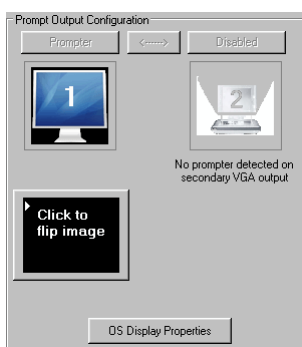 Prompt Output Configuration
Prompter
<----->
Disabled
1
2
No prompter detected on
secondary VGA output
Click to
flip image
OS Display Properties